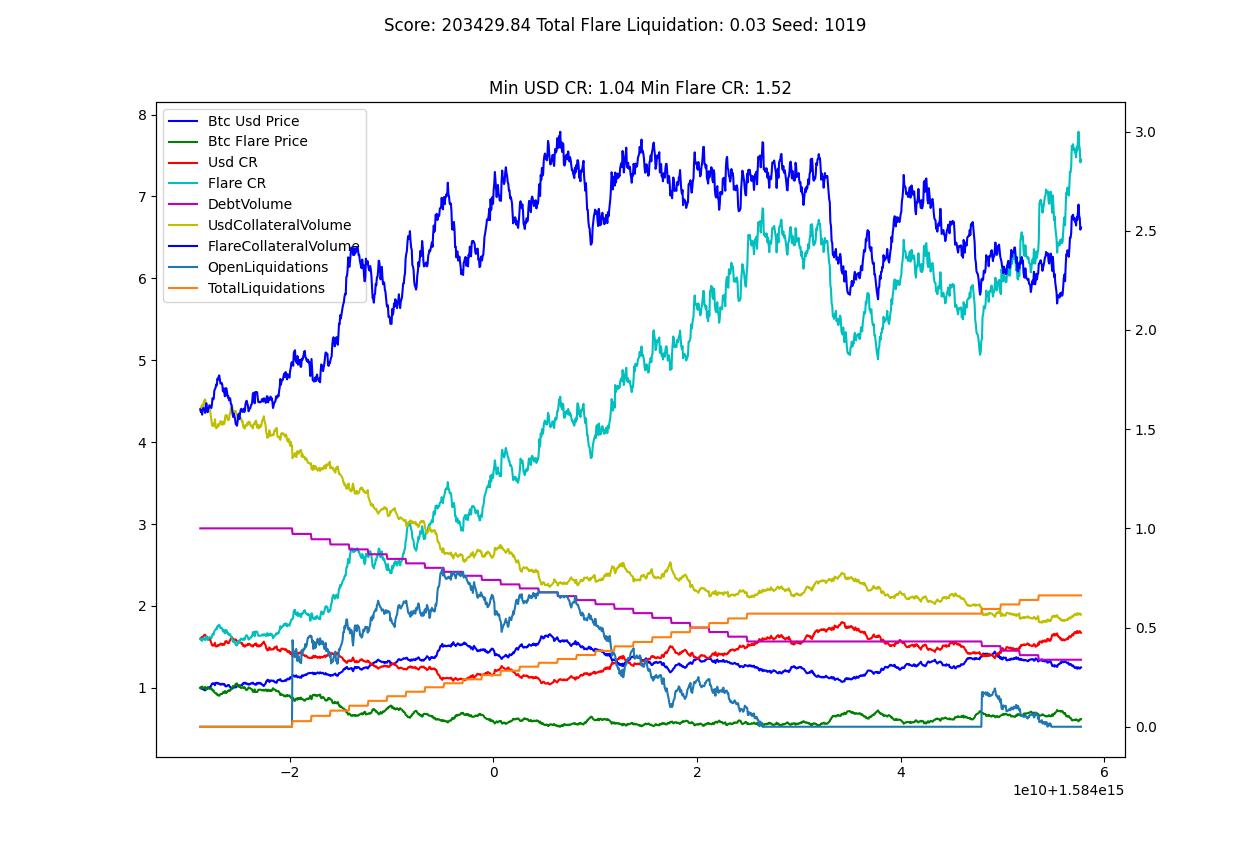 Score: 203429.84 Total Flare Liquidation: 0.03 Seed: 1019
Min USD CR: 1.04 Min Flare CR: 1.52
Btc Usd Price
Btc Flare Price
Usd CR
Flare CR
DebtVolume
UsdCollateralVolume
FlareCollateralVolume
OpenLiquidations
TotalLiquidations
8
7
6
5
4
3
2
1
3.0
2.5
2.0
1.5
1.0
0.5
0.0
−2 0 2 4 6
1e10+1.584e15